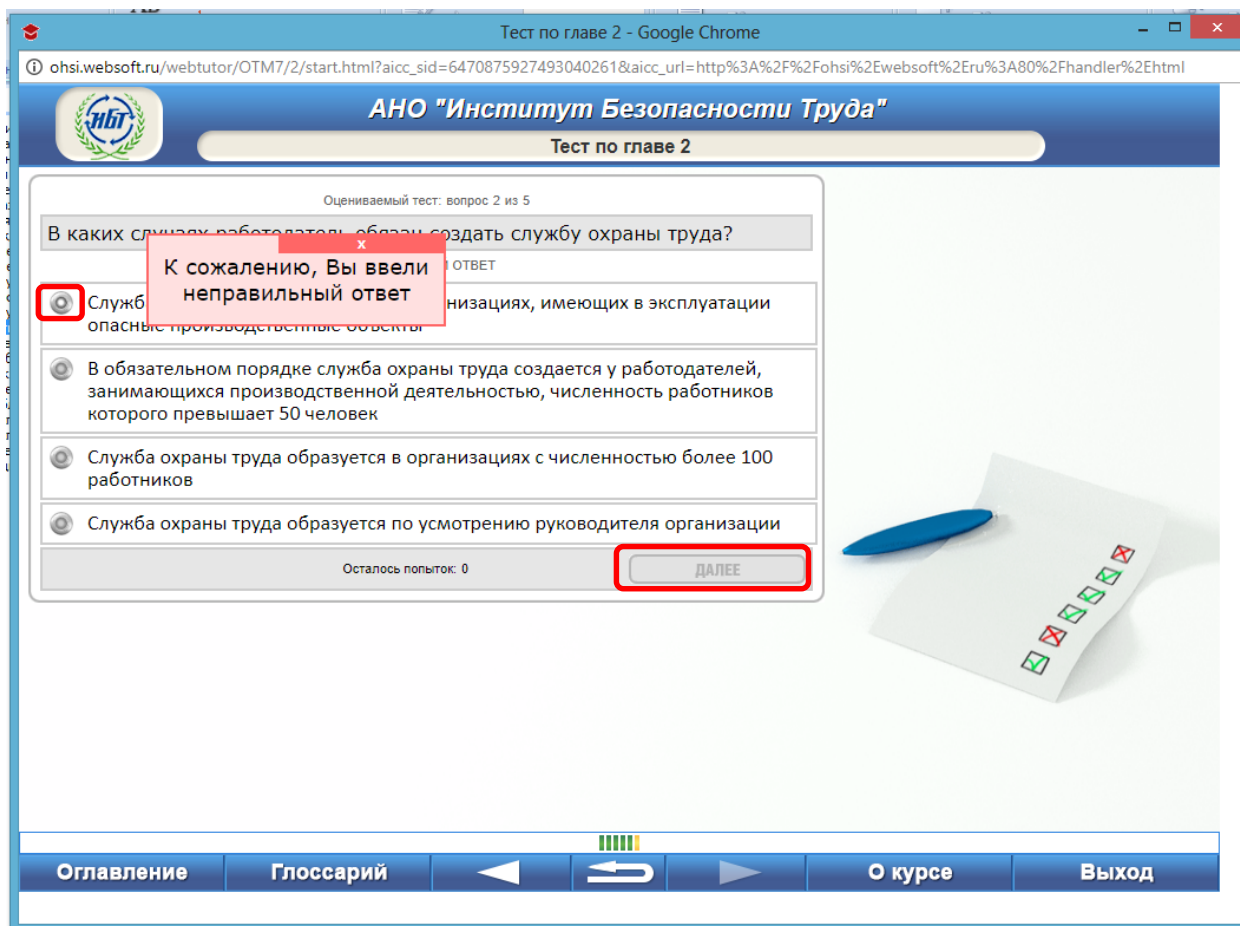 Тест по главе 2 - Google Chrome
ohsi.websoft.ru/webtutor/OTM7/2/start.html?aicc_sid=6470875927493040261&aicc_url=http%3A%2F%2Fohsi%2Ewebsoft%2Eru%3A80%2Fhandler%2Ehtml
НБТ
АНО "Институт Безопасности Труда"
Тест по главе 2
Оцениваемый тест: вопрос 2 из 5
В каких случаях работодатель обязан создать службу охраны труда?
x
К сожалению, Вы ввели
неправильный ответ
ОТВЕТ
Служб низациях, имеющих в эксплуатации
опасные производственные объекты
В обязательном порядке служба охраны труда создается у работодателей,
занимающихся производственной деятельностью, численность работников
которого превышает 50 человек
Служба охраны труда образуется в организациях с численностью более 100
работников
Служба охраны труда образуется по усмотрению руководителя организации
Осталось попыток: 0
ДАЛЕЕ
Оглавление
Глоссарий
О курсе
Выход